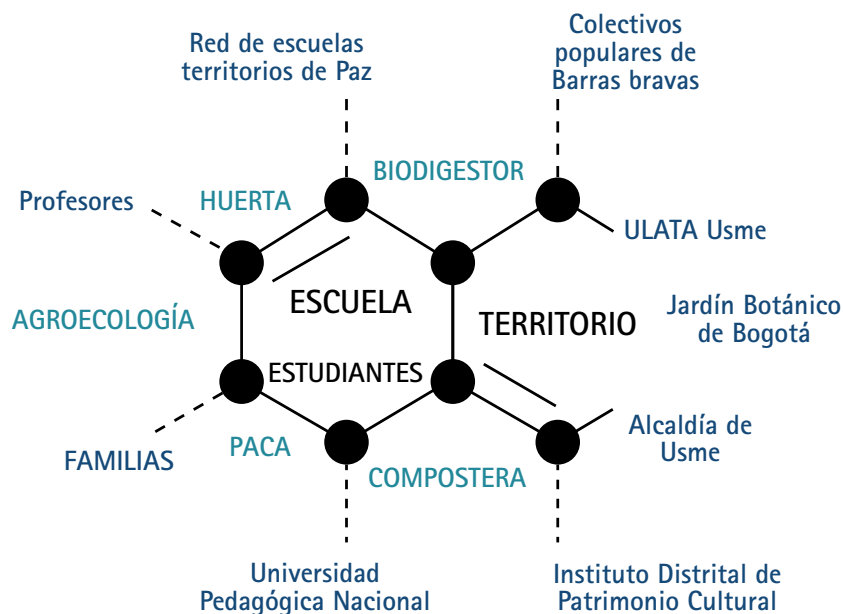 Red de escuelas
territorios de Paz
Colectivos
populares de
Barras bravas
BIODIGESTOR
Profesores
HUERTA
ULATA Usme
AGROECOLOGÍA
ESCUELA
TERRITORIO
Jardín Botánico
de Bogotá
ESTUDIANTES
FAMILIAS
PACA
COMPOSTERA
Alcaldía de
Usme
Universidad
Pedagógica Nacional
Instituto Distrital de
Patrimonio Cultural